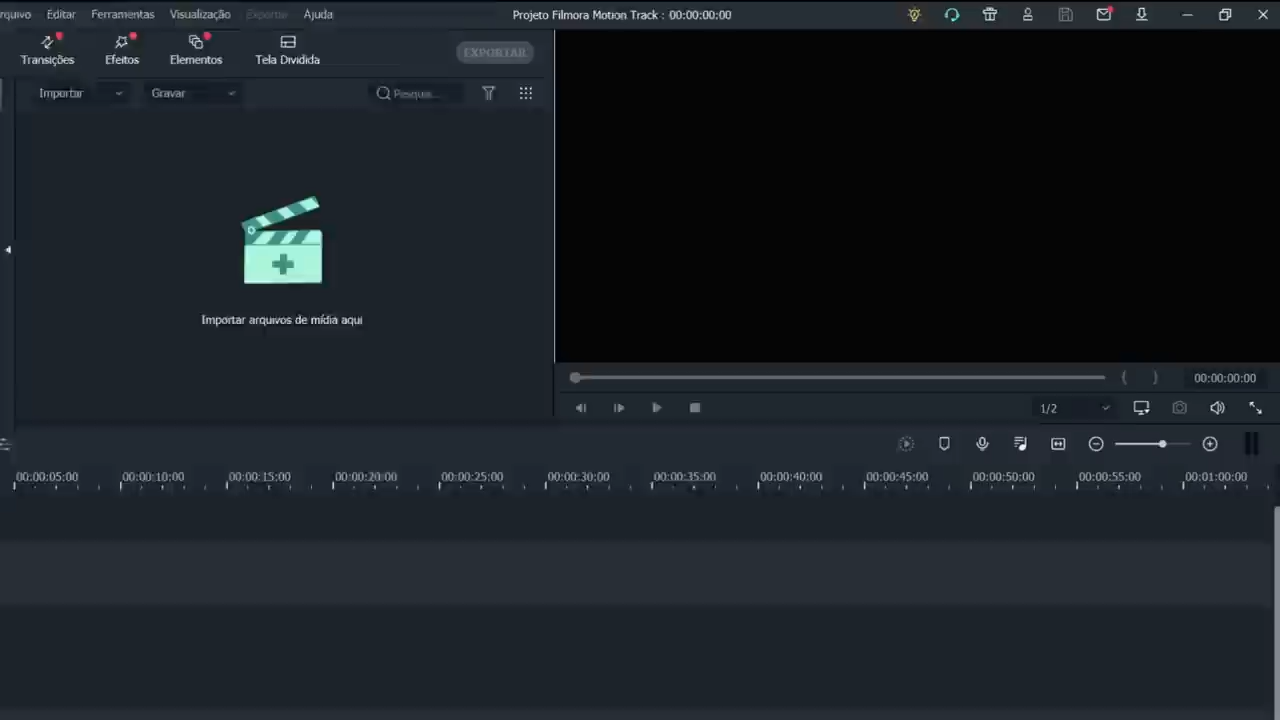 rquivo Editar Ferramentas Visualização Exportar Ajuda Projeto Filmora Motion Track : 00:00:00:00
Transições Efeitos Elementos Tela Dividida EXPORTAR
Importar Gravar
Importar arquivos de mídia aqui
00:00:00:00
1/2
00:00:05:00 00:00:10:00 00:00:15:00 00:00:20:00 00:00:25:00 00:00:30:00 00:00:35:00 00:00:40:00 00:00:45:00 00:00:50:00 00:00:55:00 00:01:00:00